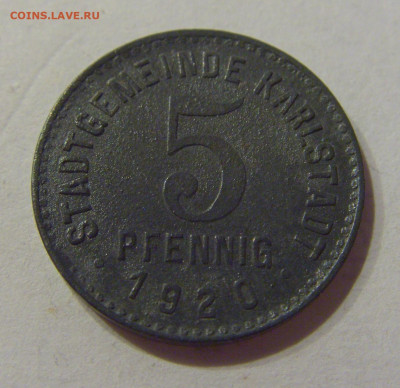 COINS.LAVE.RU
STADTGEMEINDE KARLSTADT
5
PFENNIG
1920